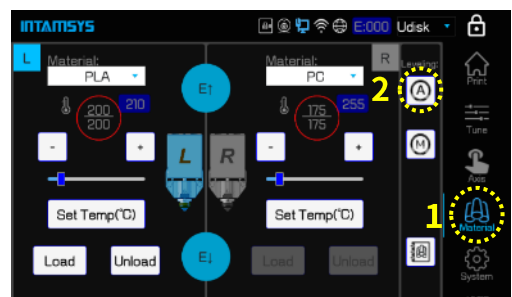 INTAMSYS E:000 Udisk
L Material: R Material: Leveling:
PLA PC
E↑
200 210 175 255
200 175
2 A
Print
Tune
- + L R - + M
Axis
1
Set Temp(℃) Set Temp(℃)
Material
Load Unload E↓ Load Unload
System